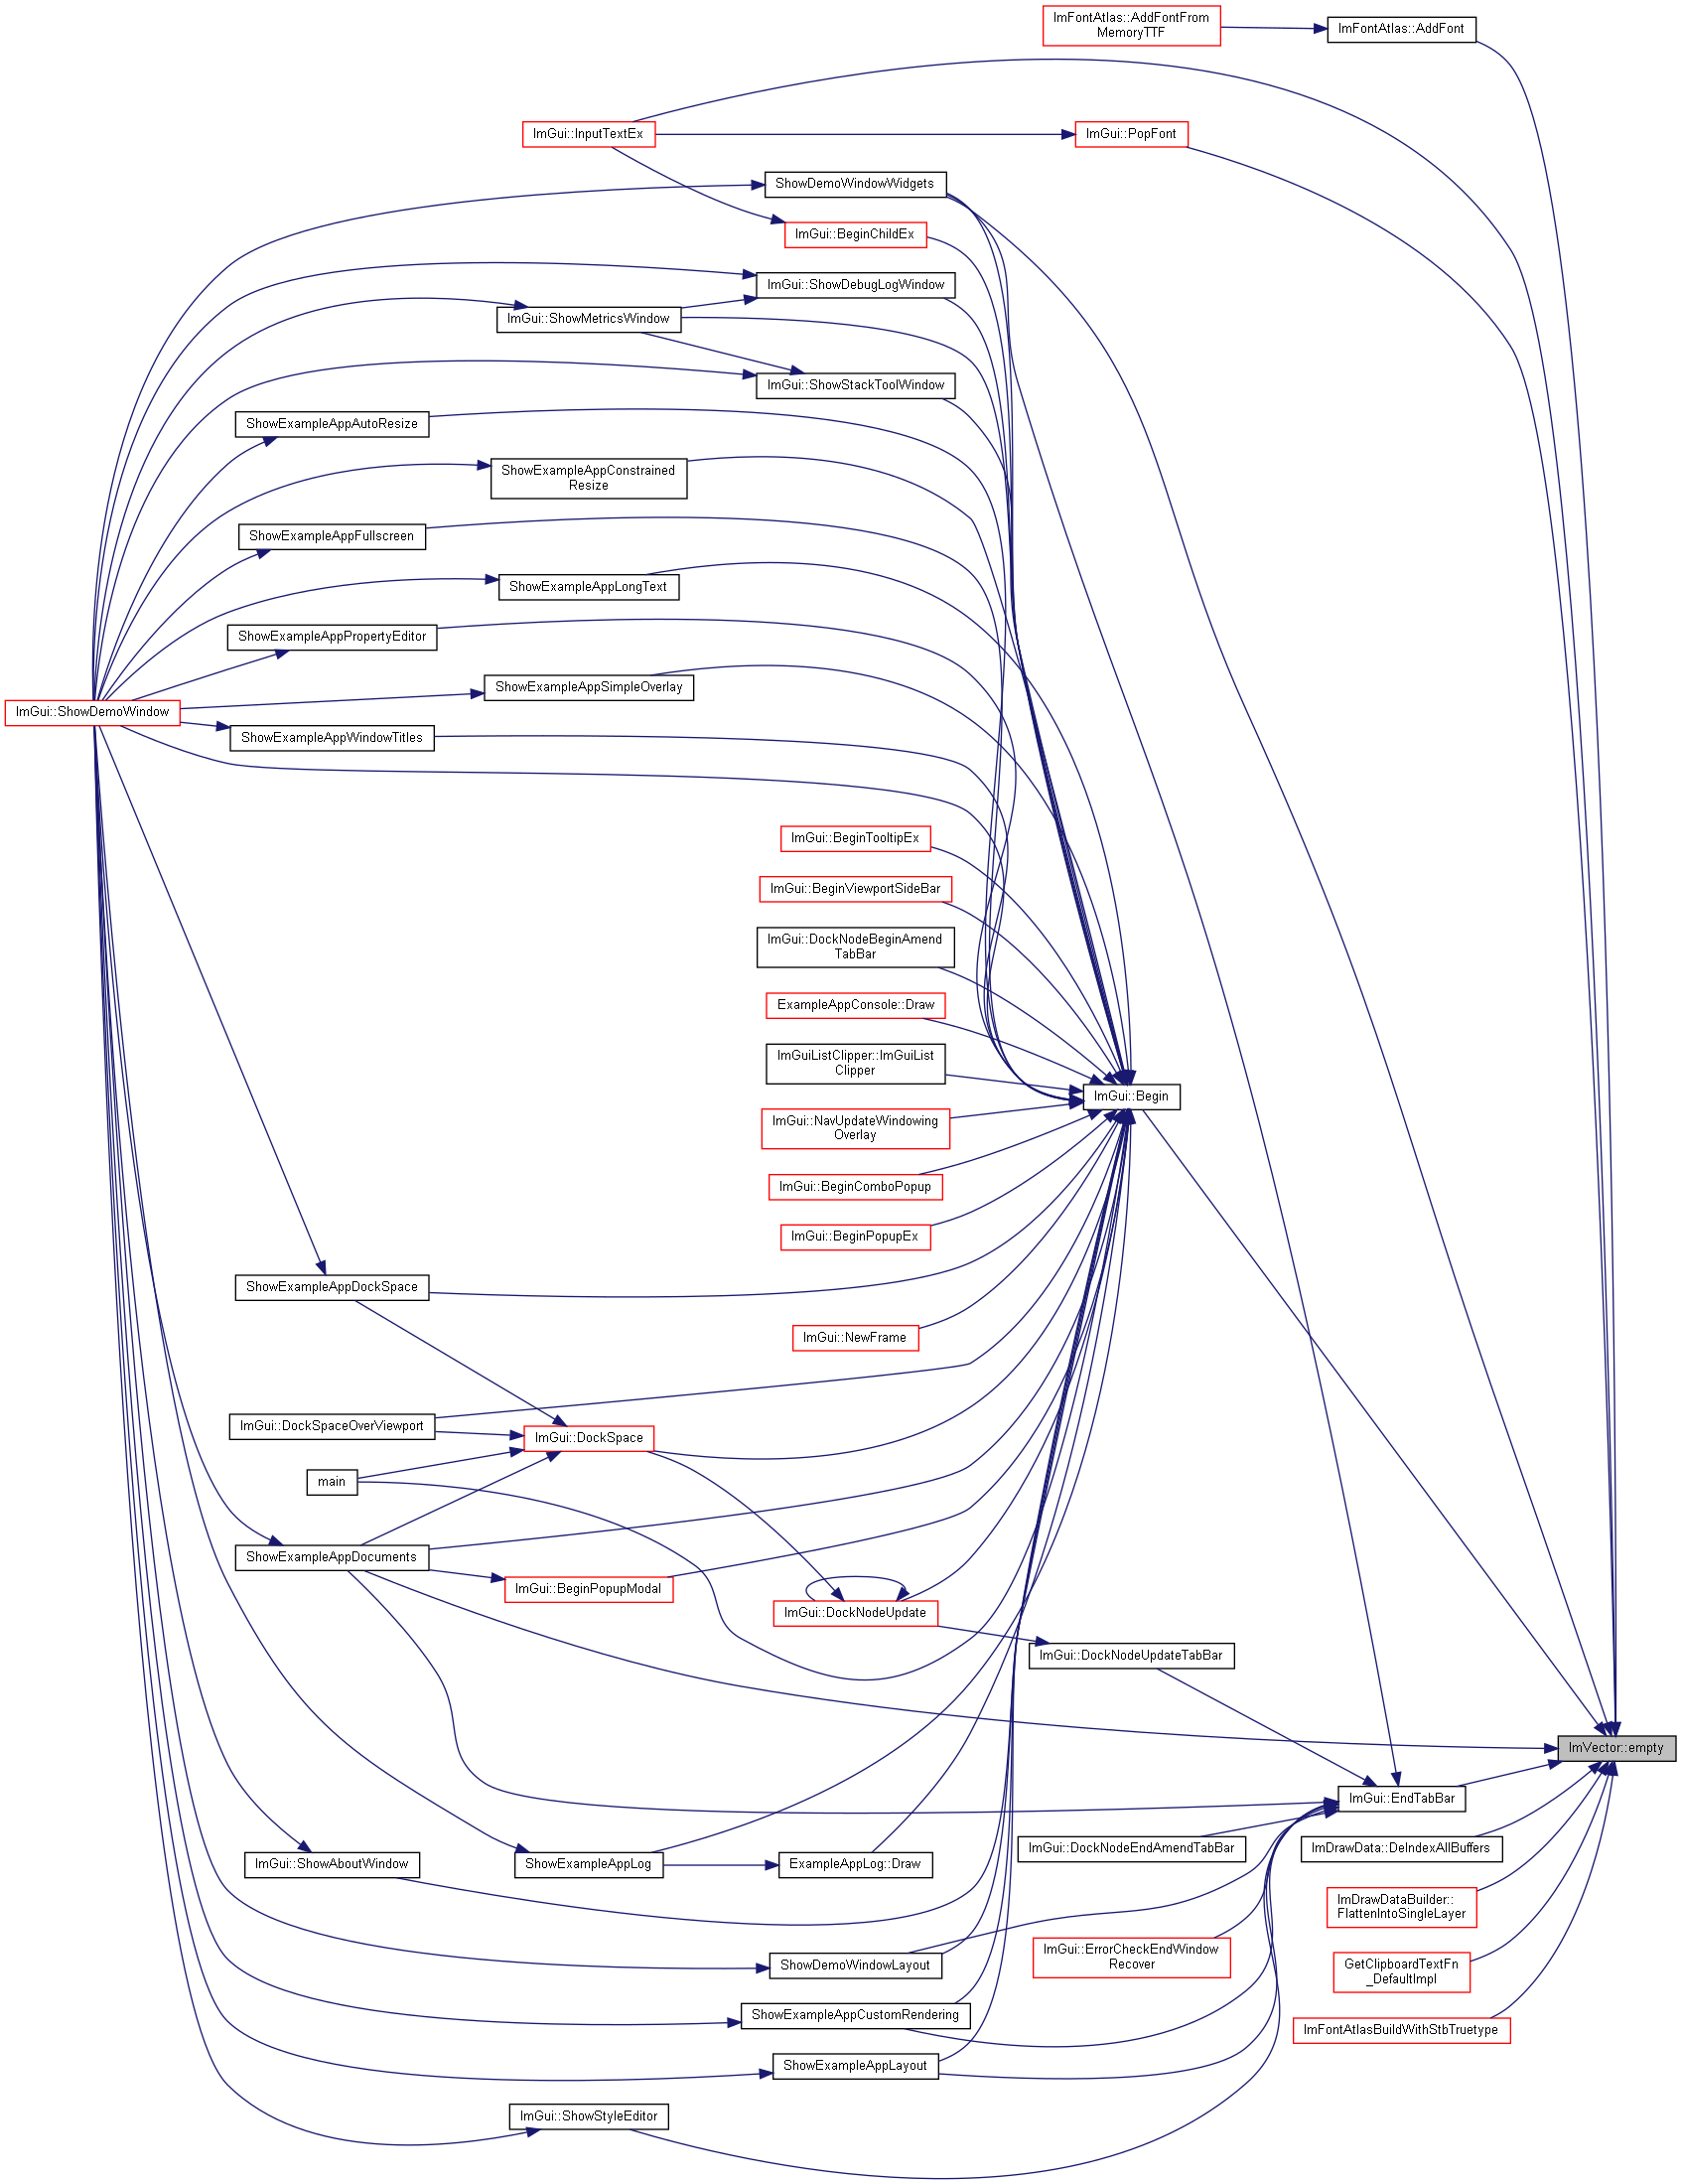 ImFontAtlas::AddFontFrom
MemoryTTF
ImFontAtlas::AddFont
ImGui::InputTextEx
ImGui::PopFont
ShowDemoWindowWidgets
ImGui::BeginChildEx
ImGui::ShowDebugLogWindow
ImGui::ShowMetricsWindow
ImGui::ShowStackToolWindow
ShowExampleAppAutoResize
ShowExampleAppConstrained
Resize
ShowExampleAppFullscreen
ShowExampleAppLongText
ShowExampleAppPropertyEditor
ShowExampleAppSimpleOverlay
ImGui::ShowDemoWindow
ShowExampleAppWindowTitles
ImGui::BeginTooltipEx
ImGui::BeginViewportSideBar
ImGui::DockNodeBeginAmend
TabBar
ExampleAppConsole::Draw
ImGuiListClipper::ImGuiList
Clipper
ImGui::Begin
ImGui::NavUpdateWindowing
Overlay
ImGui::BeginComboPopup
ImGui::BeginPopupEx
ShowExampleAppDockSpace
ImGui::NewFrame
ImGui::DockSpaceOverViewport
ImGui::DockSpace
main
ShowExampleAppDocuments
ImGui::BeginPopupModal
ImGui::DockNodeUpdate
ImGui::DockNodeUpdateTabBar
ImVector::empty
ImGui::EndTabBar
ImGui::DockNodeEndAmendTabBar
ImDrawData::DeIndexAllBuffers
ImGui::ShowAboutWindow
ShowExampleAppLog
ExampleAppLog::Draw
ImDrawDataBuilder::
FlattenIntoSingleLayer
ImGui::ErrorCheckEndWindow
Recover
ShowDemoWindowLayout
GetClipboardTextFn
_DefaultImpl
ShowExampleAppCustomRendering
ImFontAtlasBuildWithStbTruetype
ShowExampleAppLayout
ImGui::ShowStyleEditor